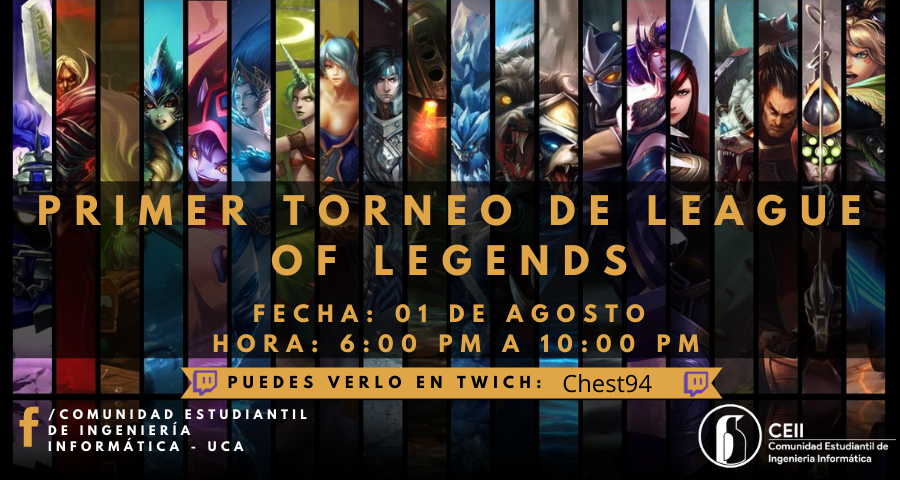 PRIMER TORNEO DE LEAGUE
OF LEGENDS
FECHA: 01 DE AGOSTO
HORA: 6:00 PM A 10:00 PM
PUEDES VERLO EN TWICH: Chest94
f /COMUNIDAD ESTUDIANTIL
DE INGENIERÍA
INFORMÁTICA - UCA
CEII
Comunidad Estudiantil de
Ingeniería Informática